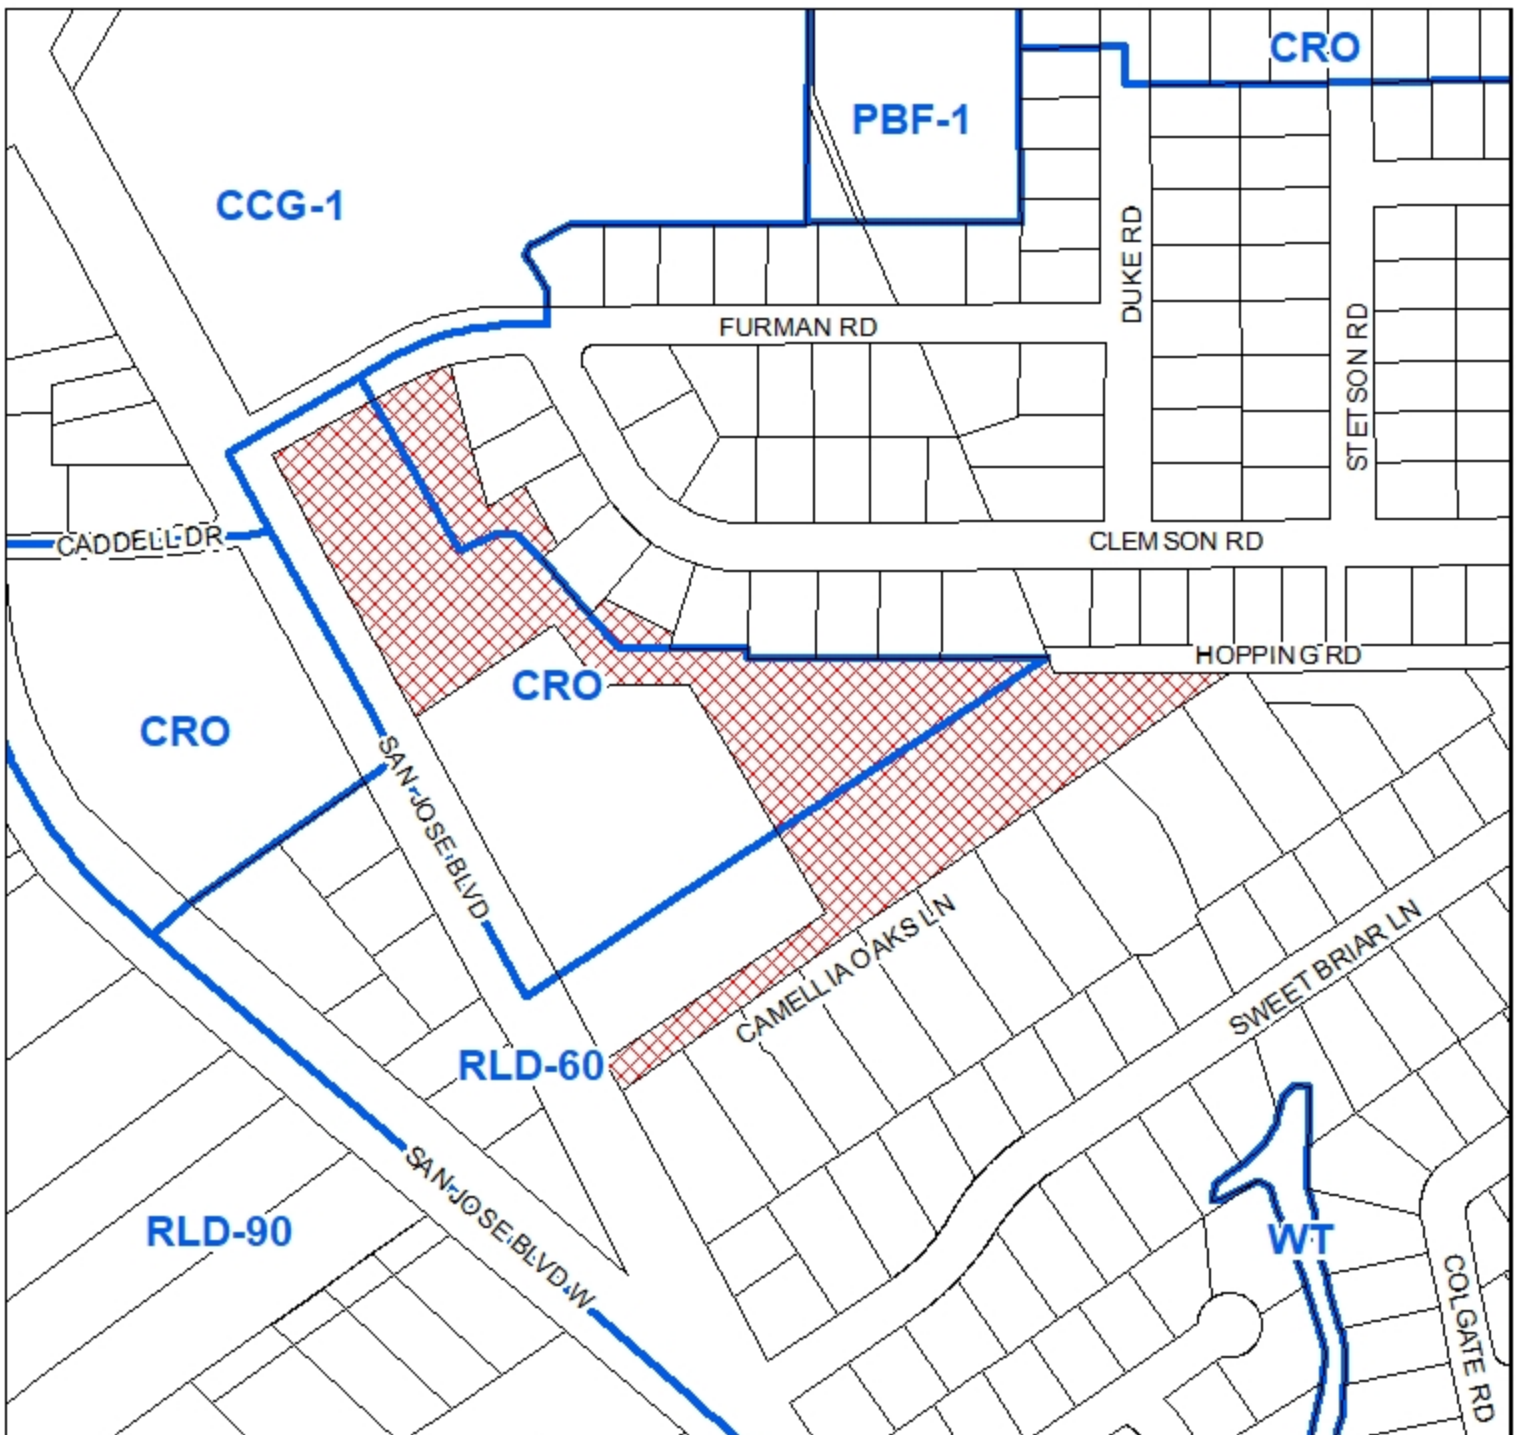 CRO
PBF-1
CCG-1
DUKE RD
FURMAN RD
STETSON RD
CADDELL DR
CLEMSON RD
HOPPING RD
CRO
CRO
SAN JOSE BLVD
CAMELLIA OAKS LN
SWEET BRIAR LN
RLD-60
SAN JOSE BLVD W
RLD-90
WT
COLGATE RD